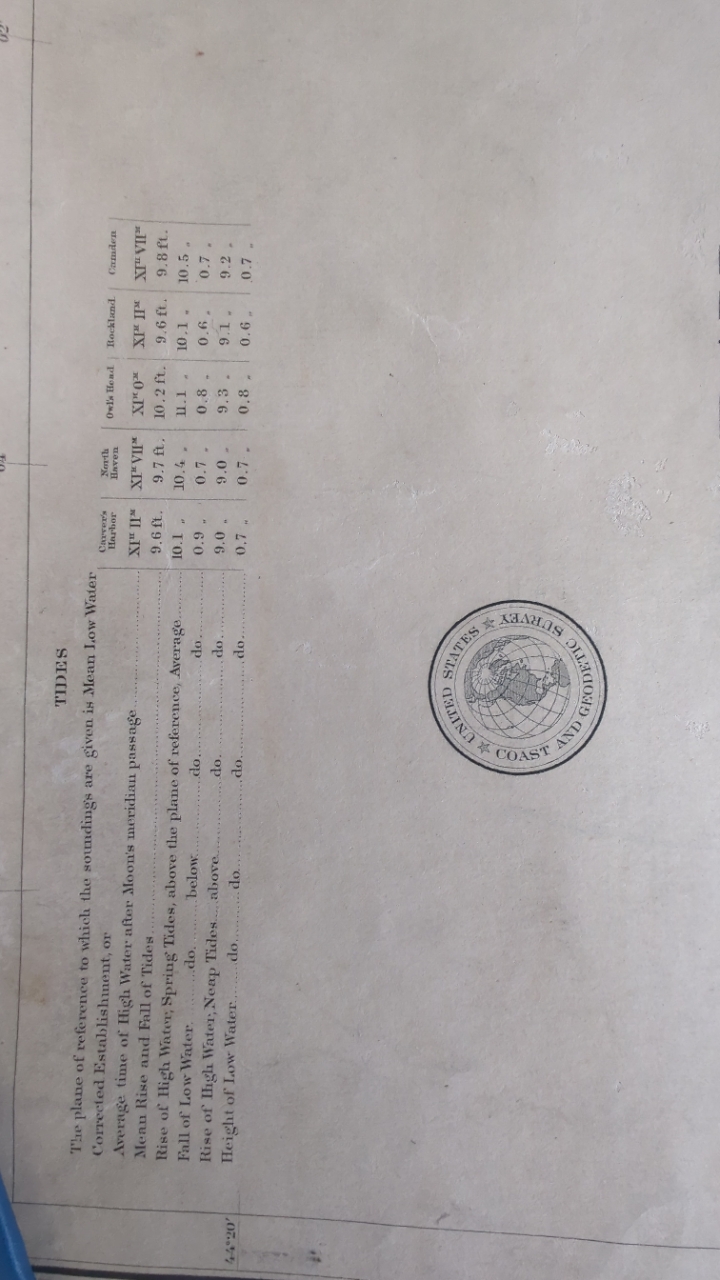 TIDES
The plane of reference to which the soundings are given is Mean Low Water
Carver's Harbor North Haven Owl's Head Rockland Camden
Corrected Establishment, or
Average time of High Water after Moon's meridian passage XIᴴ IIᴹ XIᴴ VIIᴹ XIᴴ 0ᴹ XIᴴ IIᴹ XIᴴ VIIᴹ
Mean Rise and Fall of Tides 9.6 ft. 9.7 ft. 10.2 ft. 9.6 ft. 9.8 ft.
Rise of High Water, Spring Tides, above the plane of reference, Average 10.1 „ 10.4 „ 11.1 „ 10.1 „ 10.5 „
Fall of Low Water, do. below do. do. 0.9 „ 0.7 „ 0.8 „ 0.6 „ 0.7 „
Rise of High Water, Neap Tides above do. do. 9.0 „ 9.0 „ 9.3 „ 9.1 „ 9.2 „
Height of Low Water do. do. do. do. 0.7 „ 0.7 „ 0.8 „ 0.6 „ 0.7 „
UNITED STATES
COAST AND GEODETIC SURVEY
44°20'